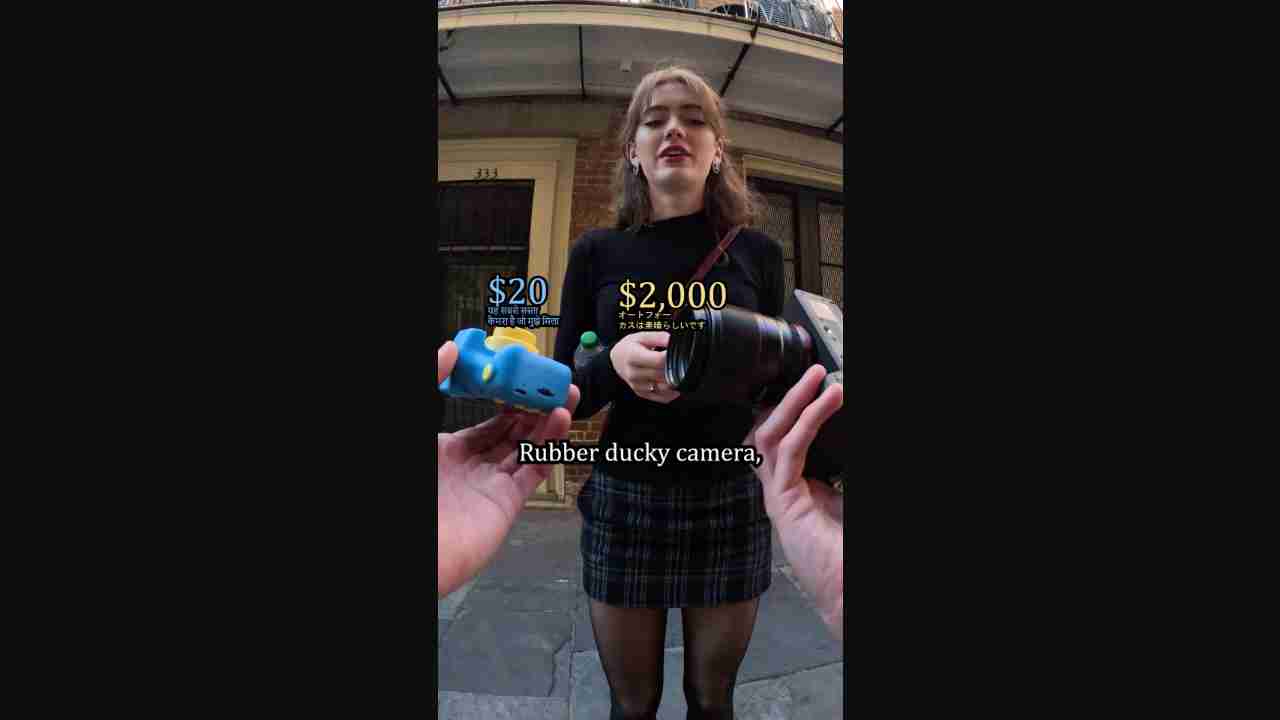 333
$20
यह सबसे सस्ता
कैमरा है जो मुझे मिला
$2,000
オートフォー
カスは素晴らしいです
Rubber ducky camera,